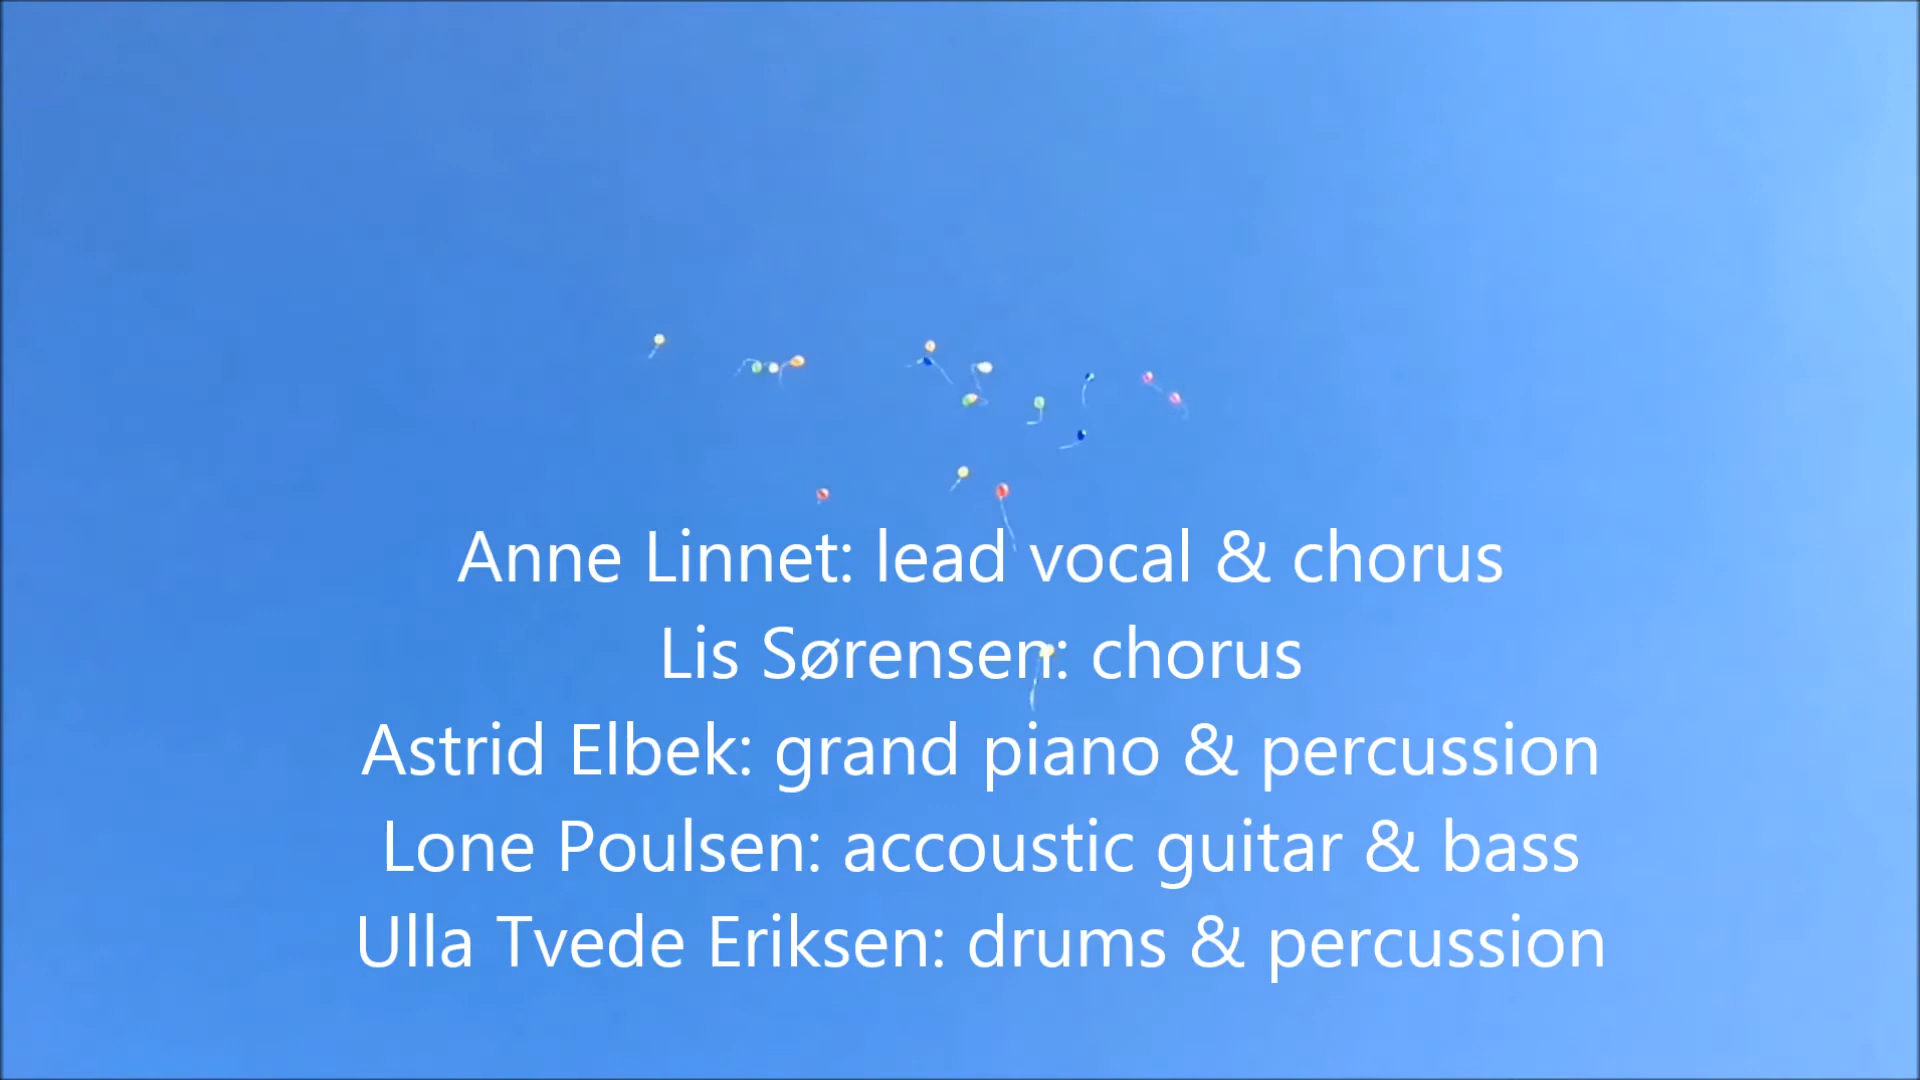 Anne Linnet: lead vocal & chorus
Lis Sørensen: chorus
Astrid Elbek: grand piano & percussion
Lone Poulsen: accoustic guitar & bass
Ulla Tvede Eriksen: drums & percussion